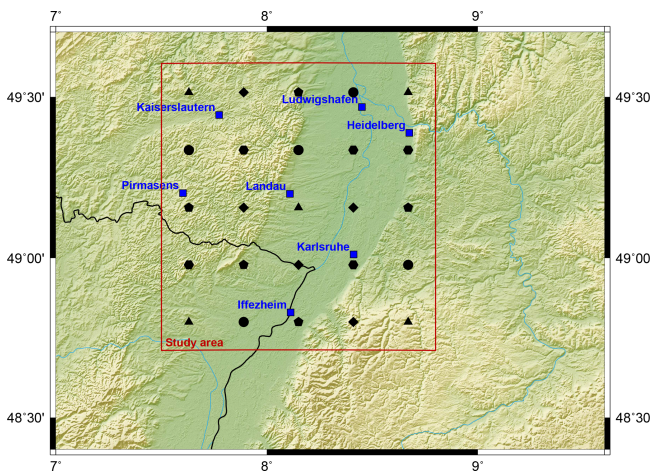 7° 8° 9°
49°30' 49°30'
Ludwigshafen
Kaiserslautern
Heidelberg
Pirmasens
Landau
Karlsruhe
49°00' 49°00'
Iffezheim
Study area
48°30' 48°30'
7° 8° 9°